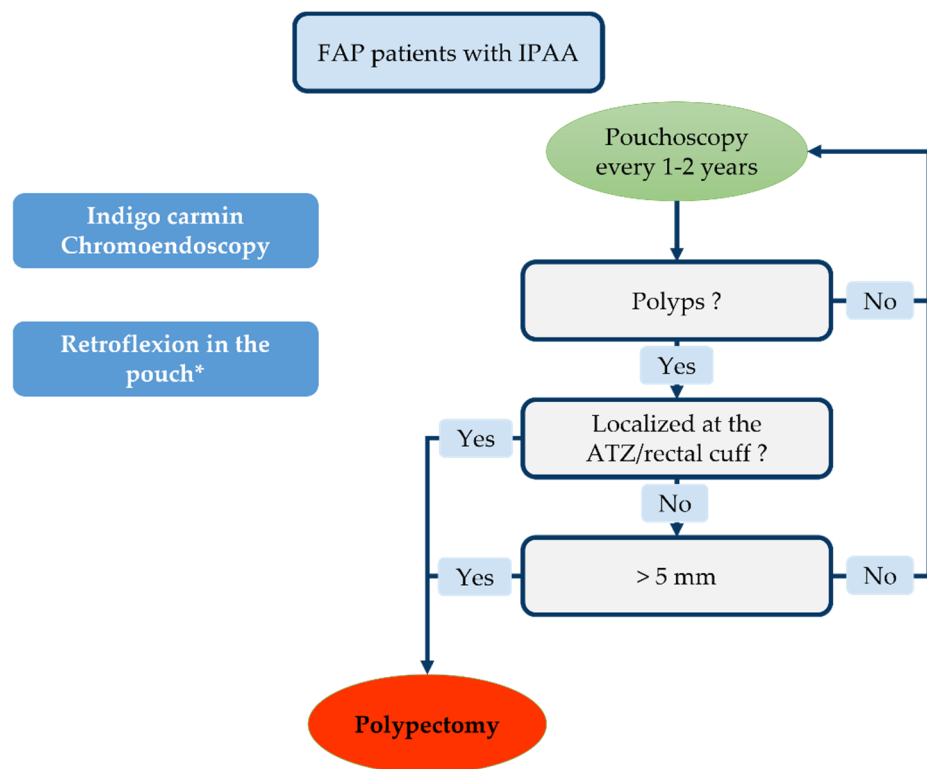 FAP patients with IPAA
Pouchoscopy
every 1-2 years
Indigo carmin
Chromoendoscopy
Polyps ?
No
Retroflexion in the
pouch*
Yes
Localized at the
ATZ/rectal cuff ?
Yes
No
> 5 mm
Yes
No
Polypectomy